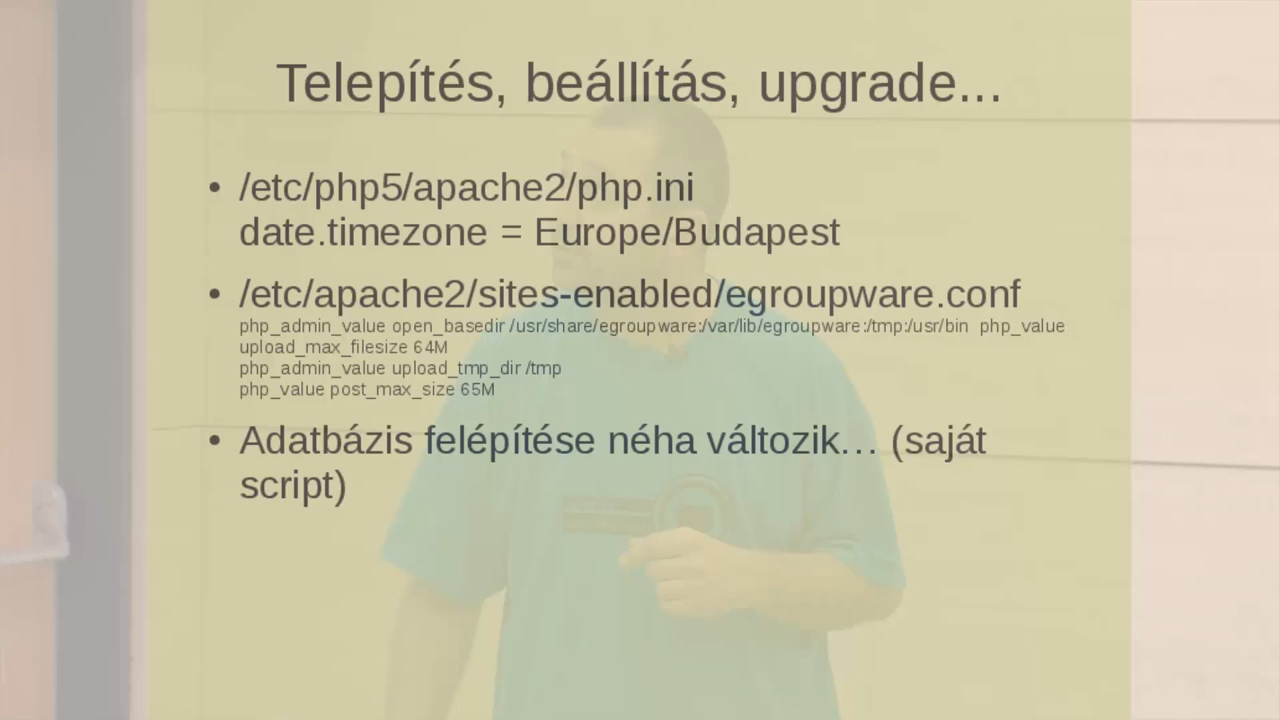 Telepítés, beállítás, upgrade...
• /etc/php5/apache2/php.ini
date.timezone = Europe/Budapest
• /etc/apache2/sites-enabled/egroupware.conf
php_admin_value open_basedir /usr/share/egroupware:/var/lib/egroupware:/tmp:/usr/bin php_value
upload_max_filesize 64M
php_admin_value upload_tmp_dir /tmp
php_value post_max_size 65M
• Adatbázis felépítése néha változik… (saját
script)